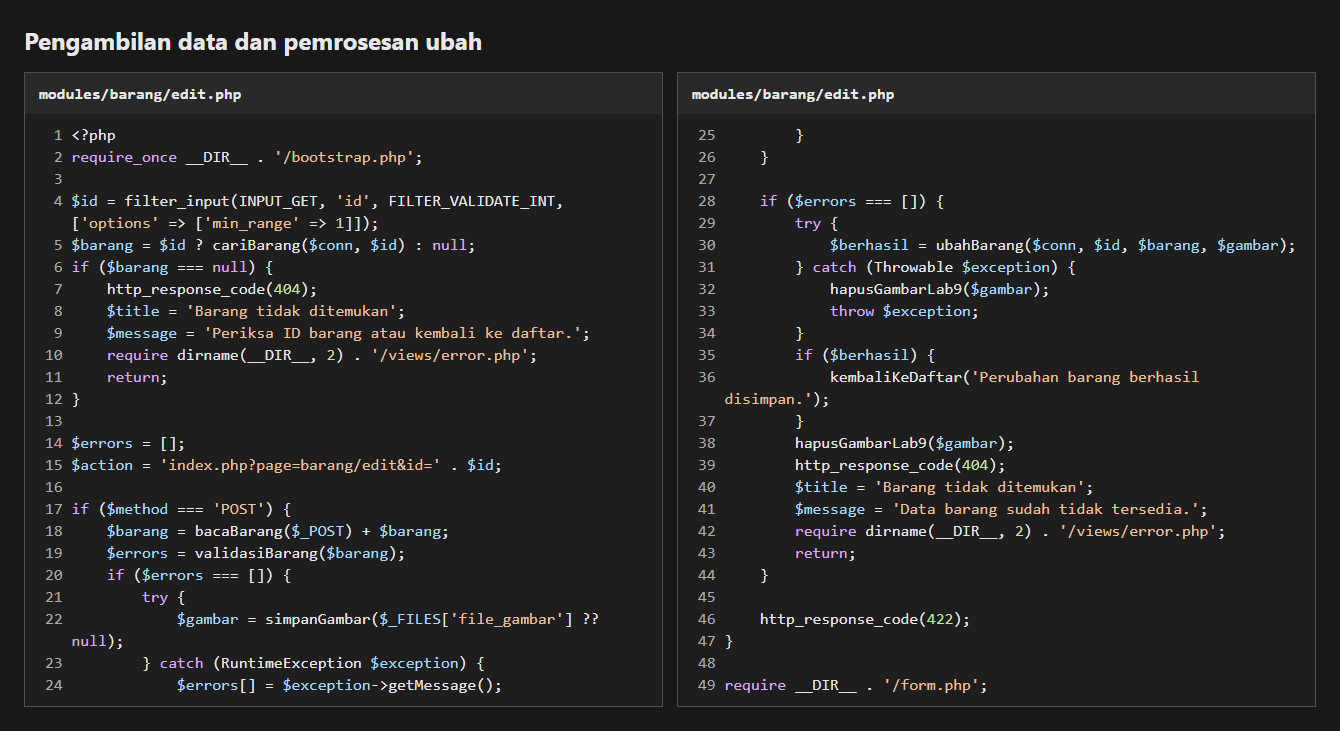 Pengambilan data dan pemrosesan ubah
modules/barang/edit.php
1 <?php
2 require_once __DIR__ . '/bootstrap.php';
3
4 $id = filter_input(INPUT_GET, 'id', FILTER_VALIDATE_INT,
['options' => ['min_range' => 1]]);
5 $barang = $id ? cariBarang($conn, $id) : null;
6 if ($barang === null) {
7     http_response_code(404);
8     $title = 'Barang tidak ditemukan';
9     $message = 'Periksa ID barang atau kembali ke daftar.';
10     require dirname(__DIR__, 2) . '/views/error.php';
11     return;
12 }
13
14 $errors = [];
15 $action = 'index.php?page=barang/edit&id=' . $id;
16
17 if ($method === 'POST') {
18     $barang = bacaBarang($_POST) + $barang;
19     $errors = validasiBarang($barang);
20     if ($errors === []) {
21         try {
22             $gambar = simpanGambar($_FILES['file_gambar'] ??
null);
23         } catch (RuntimeException $exception) {
24             $errors[] = $exception->getMessage();
modules/barang/edit.php
25         }
26     }
27
28     if ($errors === []) {
29         try {
30             $berhasil = ubahBarang($conn, $id, $barang, $gambar);
31         } catch (Throwable $exception) {
32             hapusGambarLab9($gambar);
33             throw $exception;
34         }
35         if ($berhasil) {
36             kembaliKeDaftar('Perubahan barang berhasil
disimpan.');
37         }
38         hapusGambarLab9($gambar);
39         http_response_code(404);
40         $title = 'Barang tidak ditemukan';
41         $message = 'Data barang sudah tidak tersedia.';
42         require dirname(__DIR__, 2) . '/views/error.php';
43         return;
44     }
45
46     http_response_code(422);
47 }
48
49 require __DIR__ . '/form.php';